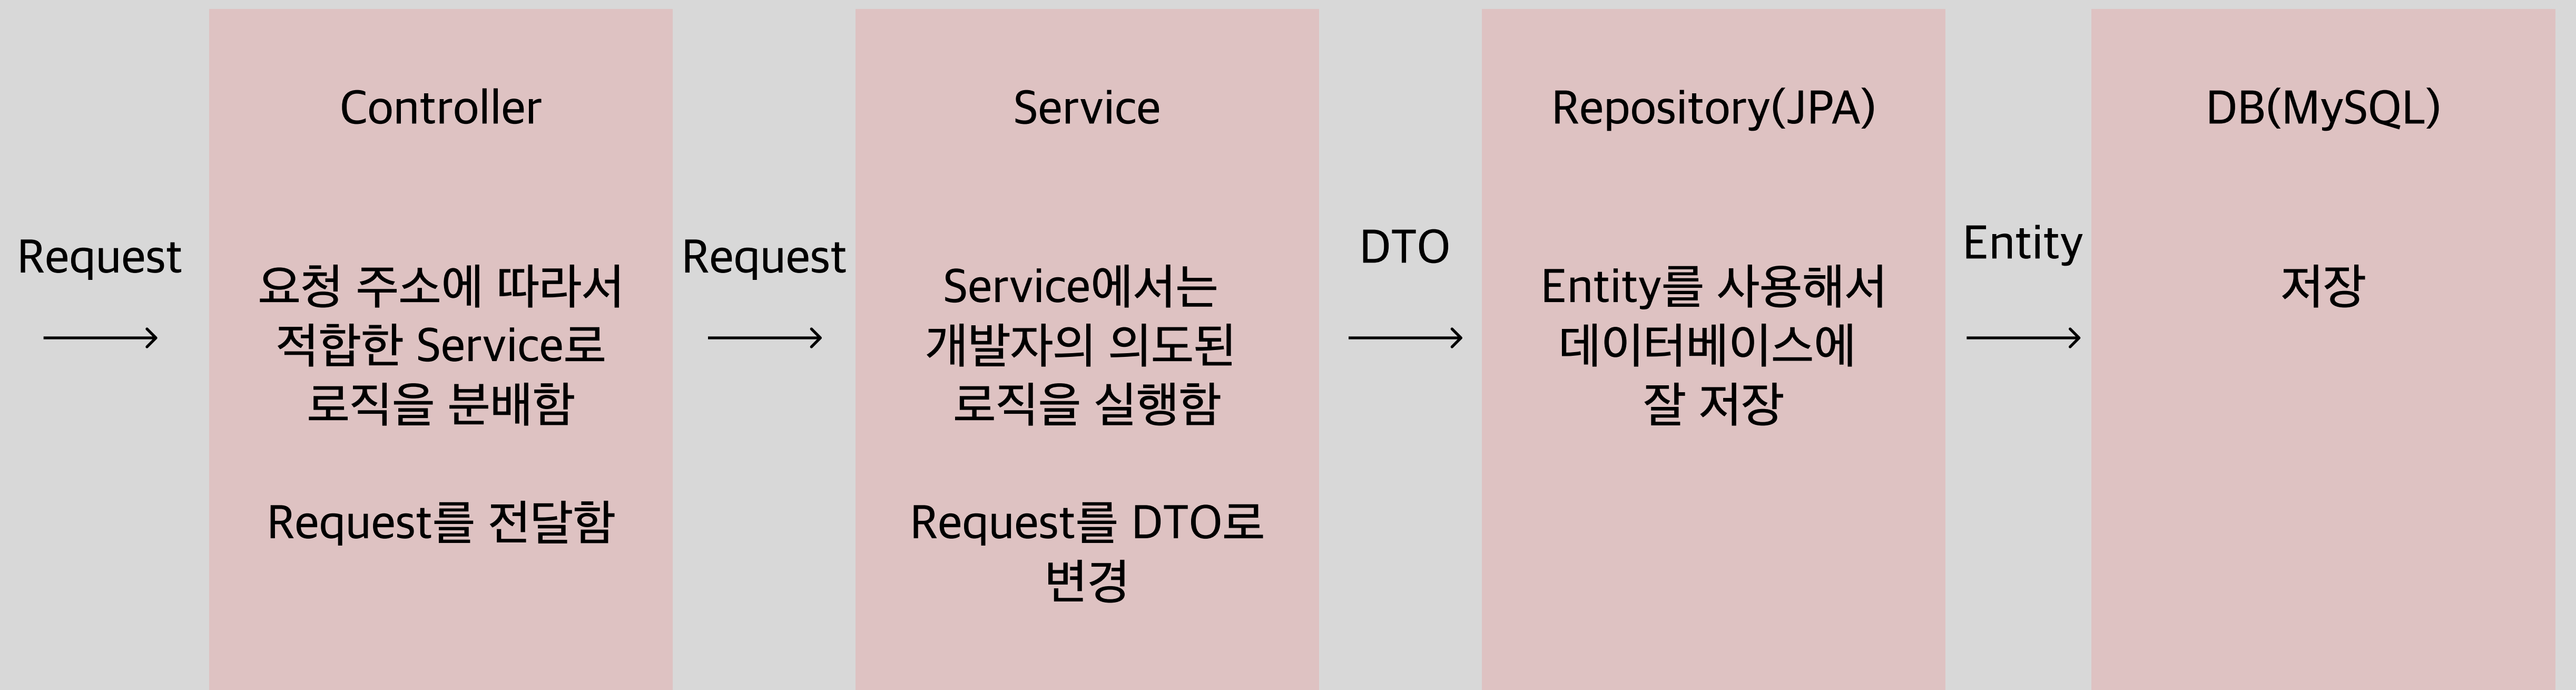 Request
Controller
요청 주소에 따라서
적합한 Service로
로직을 분배함
Request를 전달함
Request
Service
Service에서는
개발자의 의도된
로직을 실행함
Request를 DTO로
변경
DTO
Repository(JPA)
Entity를 사용해서
데이터베이스에
잘 저장
Entity
DB(MySQL)
저장